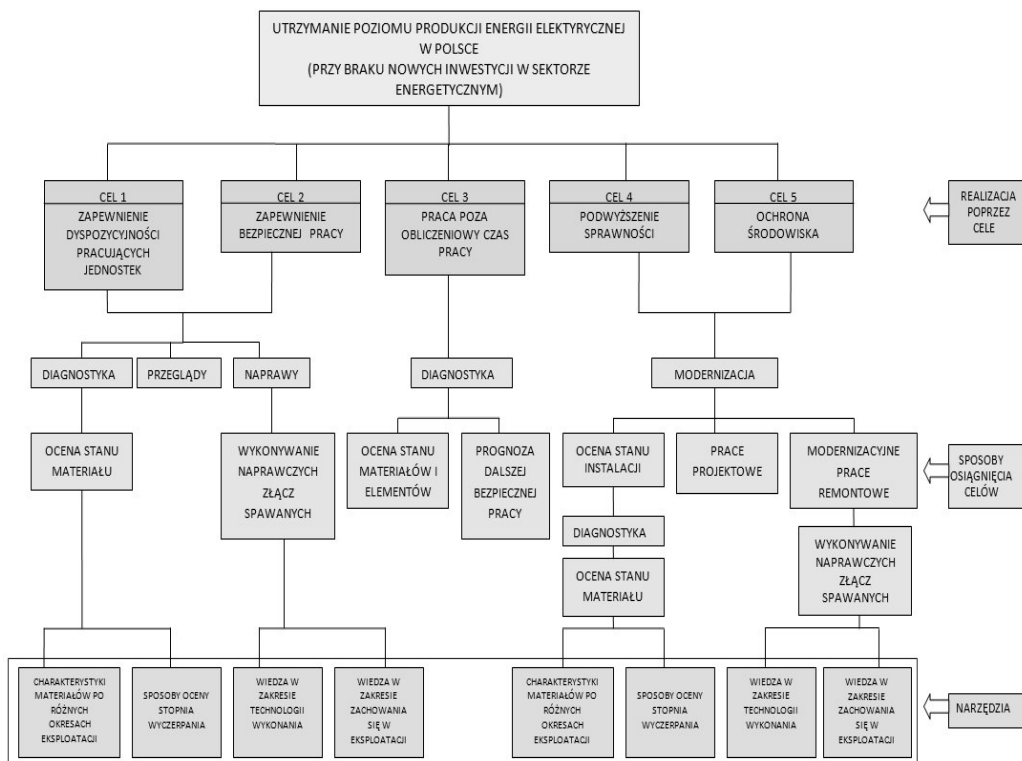 UTRZYMANIE POZIOMU PRODUKCJI ENERGII ELEKTYRYCZNEJ
W POLSCE
(PRZY BRAKU NOWYCH INWESTYCJI W SEKTORZE
ENERGETYCZNYM)
CEL 1
ZAPEWNIENIE
DYSPOZYCYJNOŚCI
PRACUJĄCYCH
JEDNOSTEK
CEL 2
ZAPEWNIENIE
BEZPIECZNEJ PRACY
CEL 3
PRACA POZA
OBLICZENIOWY CZAS
PRACY
CEL 4
PODWYŻSZENIE
SPRAWNOŚCI
CEL 5
OCHRONA
ŚRODOWISKA
REALIZACJA
POPRZEZ
CELE
DIAGNOSTYKA
PRZEGLĄDY
NAPRAWY
DIAGNOSTYKA
MODERNIZACJA
OCENA STANU
MATERIAŁU
WYKONYWANIE
NAPRAWCZYCH
ZŁĄCZ
SPAWANYCH
OCENA STANU
MATERIAŁÓW I
ELEMENTÓW
PROGNOZA
DALSZEJ
BEZPIECZNEJ
PRACY
OCENA STANU
INSTALACJI
PRACE
PROJEKTOWE
MODERNIZACYJNE
PRACE
REMONTOWE
SPOSOBY
OSIĄGNIĘCIA
CELÓW
DIAGNOSTYKA
OCENA STANU
MATERIAŁU
WYKONYWANIE
NAPRAWCZYCH
ZŁĄCZ
SPAWANYCH
CHARAKTERYSTYKI
MATERIAŁÓW PO
RÓŻNYCH
OKRESACH
EKSPLOATACJI
SPOSOBY OCENY
STOPNIA
WYCZERPANIA
WIEDZA W
ZAKRESIE
TECHNOLOGII
WYKONANIA
WIEDZA W
ZAKRESIE
ZACHOWANIA
SIĘ W
EKSPLOATACJI
CHARAKTERYSTYKI
MATERIAŁÓW PO
RÓŻNYCH
OKRESACH
EKSPLOATACJI
SPOSOBY OCENY
STOPNIA
WYCZERPANIA
WIEDZA W
ZAKRESIE
TECHNOLOGII
WYKONANIA
WIEDZA W
ZAKRESIE
ZACHOWANIA
SIĘ W
EKSPLOATACJI
NARZĘDZIA